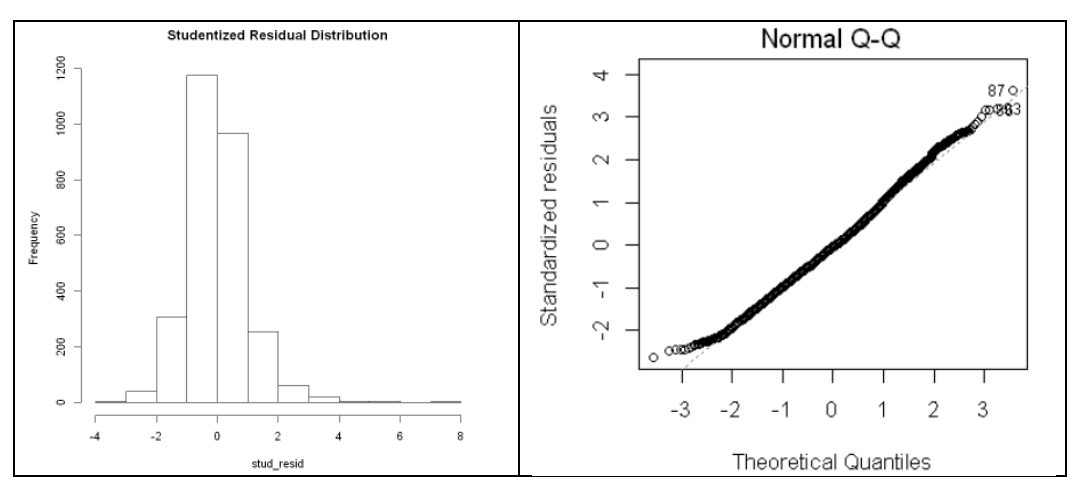 Studentized Residual Distribution
Frequency
1200
1000
800
600
400
200
0
-4 -2 0 2 4 6 8
stud_resid
Normal Q-Q
Standardized residuals
4
3
2
1
0
-1
-2
87
-3 -2 -1 0 1 2 3
Theoretical Quantiles